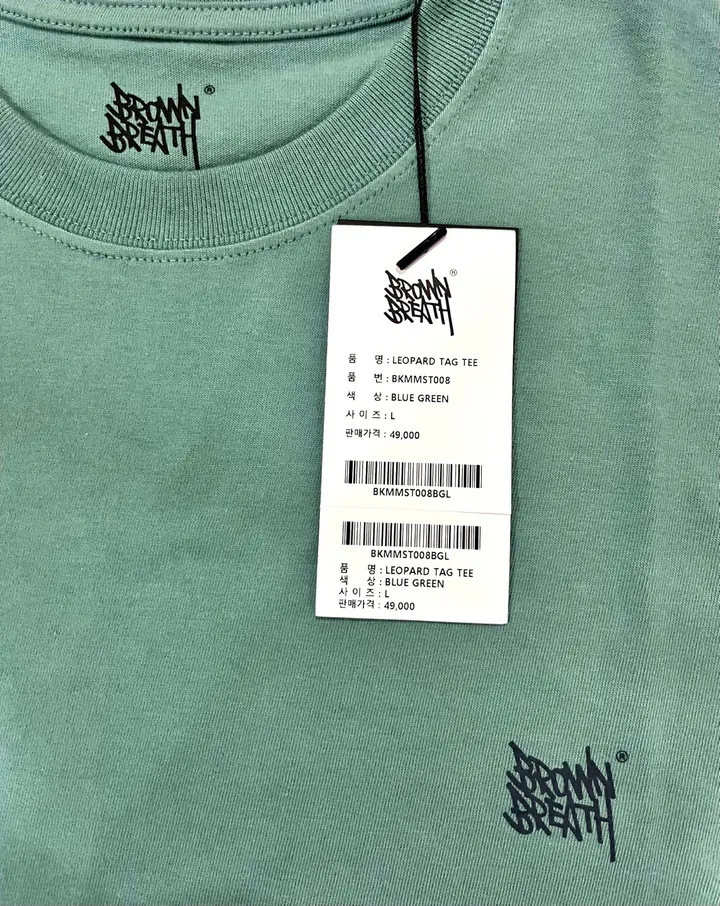 BROWN
BREATH
®
BROWN
BREATH
®
품 명 : LEOPARD TAG TEE
품 번 : BKMMST008
색 상 : BLUE GREEN
사 이 즈 : L
판매가격 : 49,000
BKMMST008BGL
BKMMST008BGL
품 명 : LEOPARD TAG TEE
색 상 : BLUE GREEN
사 이 즈 : L
판매가격 : 49,000
BROWN
BREATH
®